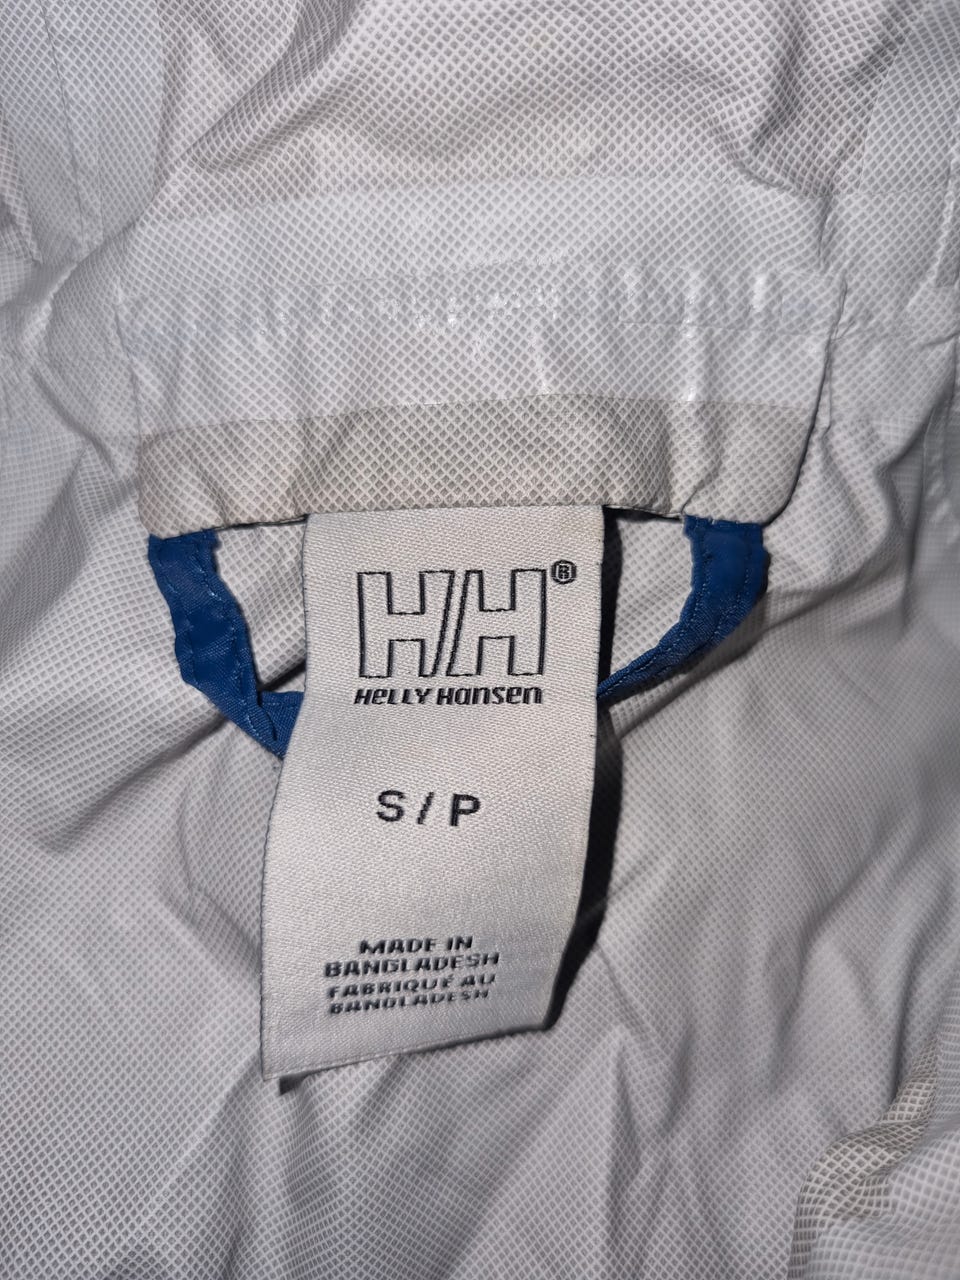 HH®
HELLY HANSEN
S / P
MADE IN
BANGLADESH
FABRIQUÉ AU
BANGLADESH